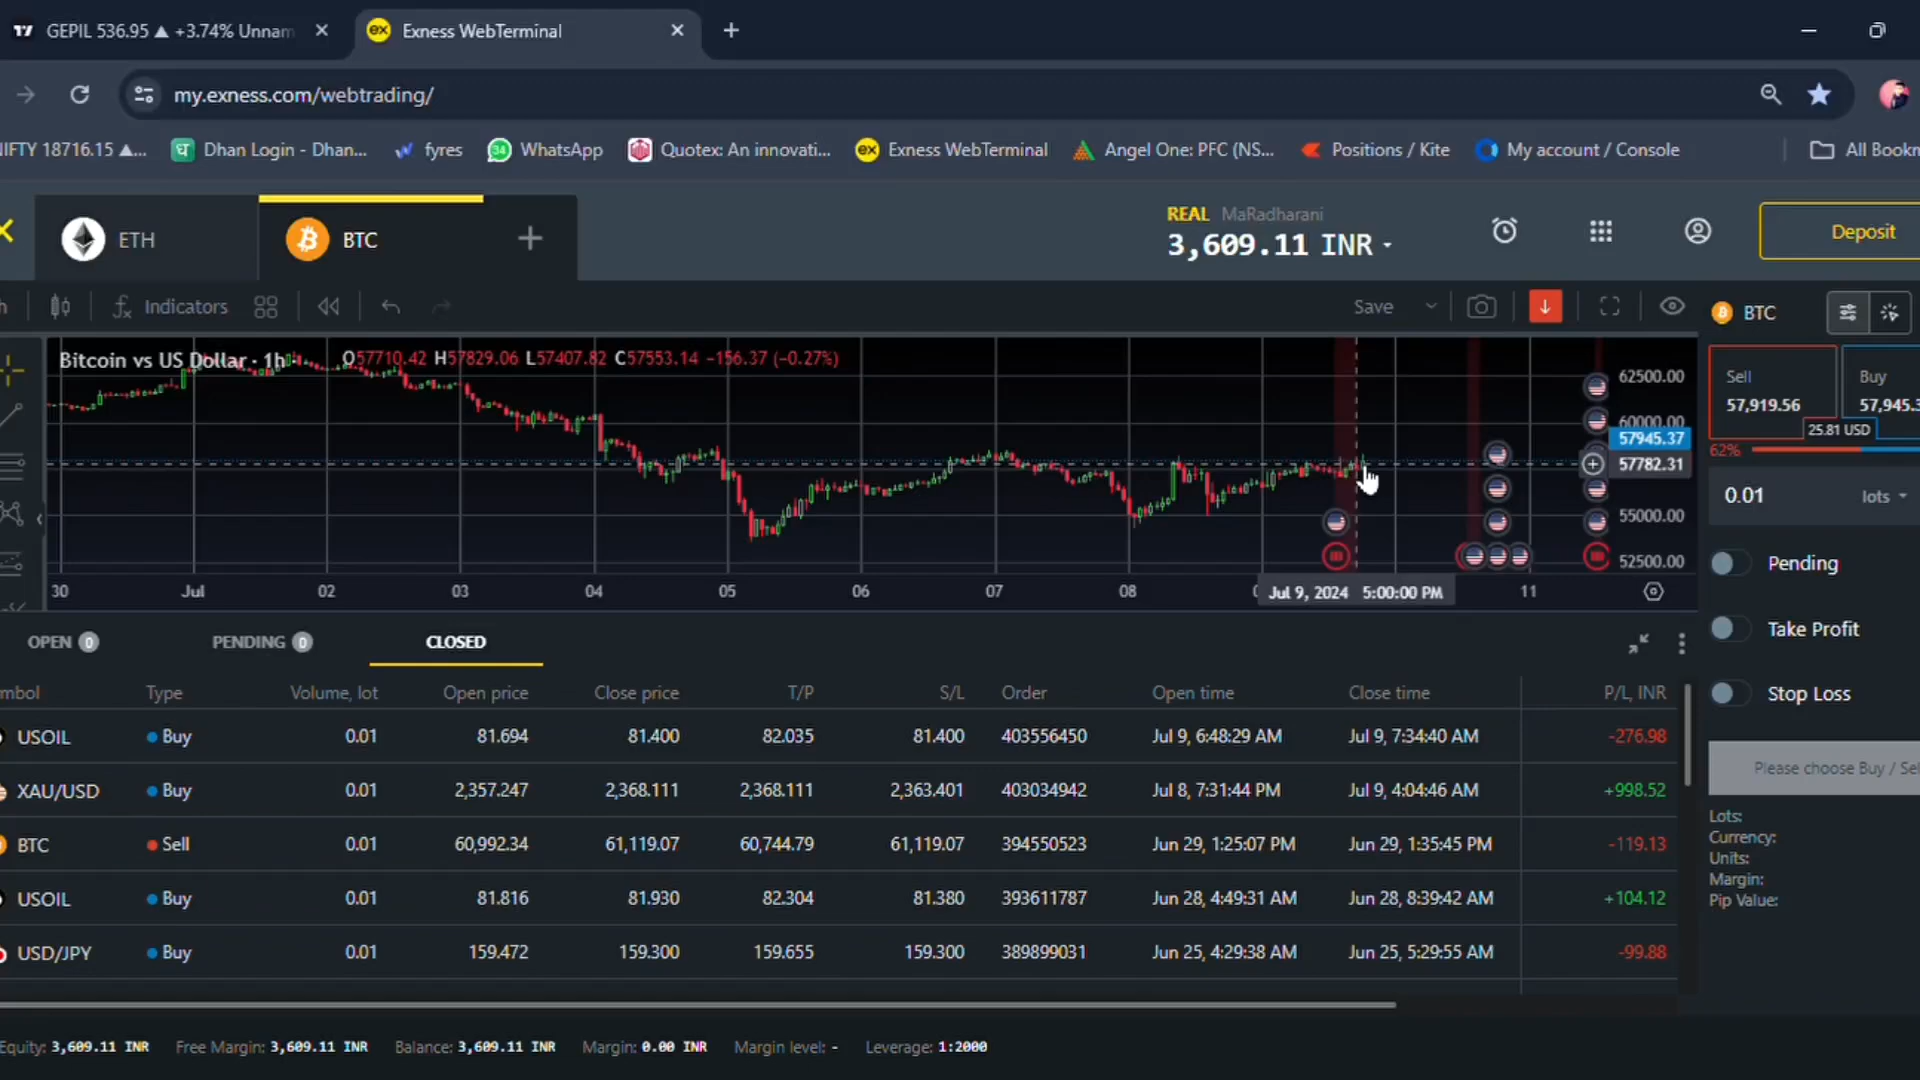 GEPIL 536.95 ▲ +3.74% Unnam
Exness WebTerminal
my.exness.com/webtrading/
IFTY 18716.15 ▲...
Dhan Login - Dhan...
fyres
WhatsApp
Quotex: An innovati...
Exness WebTerminal
Angel One: PFC (NS...
Positions / Kite
My account / Console
All Bookm
ETH
BTC
REAL MaRadharani
3,609.11 INR
Deposit
h
Indicators
Save
BTC
Bitcoin vs US Dollar · 1h ·
O57710.42 H57829.06 L57407.82 C57553.14 −156.37 (−0.27%)
62500.00
60000.00
57945.37
57782.31
55000.00
52500.00
Sell
57,919.56
Buy
57,945.3
25.81 USD
62%
0.01 lots
Pending
Take Profit
Stop Loss
Please choose Buy / Sel
Lots:
Currency:
Units:
Margin:
Pip Value:
30 Jul 02 03 04 05 06 07 08 Jul 9, 2024 5:00:00 PM 11
OPEN 0
PENDING 0
CLOSED
mbol Type Volume, lot Open price Close price T/P S/L Order Open time Close time P/L, INR
USOIL Buy 0.01 81.694 81.400 82.035 81.400 403556450 Jul 9, 6:48:29 AM Jul 9, 7:34:40 AM -276.98
XAU/USD Buy 0.01 2,357.247 2,368.111 2,368.111 2,363.401 403034942 Jul 8, 7:31:44 PM Jul 9, 4:04:46 AM +998.52
BTC Sell 0.01 60,992.34 61,119.07 60,744.79 61,119.07 394550523 Jun 29, 1:25:07 PM Jun 29, 1:35:45 PM -119.13
USOIL Buy 0.01 81.816 81.930 82.304 81.380 393611787 Jun 28, 4:49:31 AM Jun 28, 8:39:42 AM +104.12
USD/JPY Buy 0.01 159.472 159.300 159.655 159.300 389899031 Jun 25, 4:29:38 AM Jun 25, 5:29:55 AM -99.88
Equity: 3,609.11 INR Free Margin: 3,609.11 INR Balance: 3,609.11 INR Margin: 0.00 INR Margin level: - Leverage: 1:2000